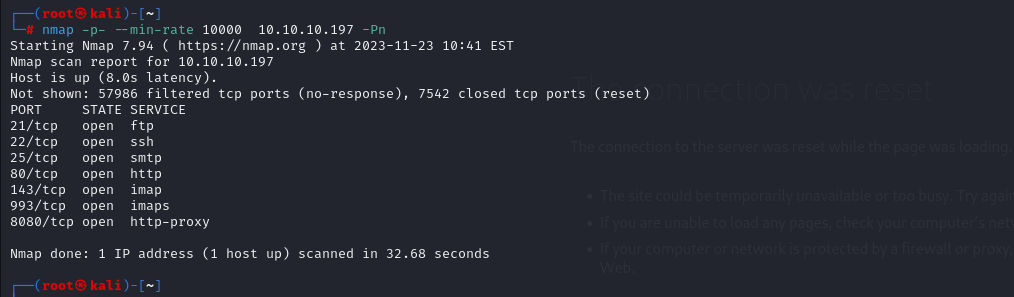 ┌──(root㉿kali)-[~]
└─# nmap -p- --min-rate 10000  10.10.10.197 -Pn
Starting Nmap 7.94 ( https://nmap.org ) at 2023-11-23 10:41 EST
Nmap scan report for 10.10.10.197
Host is up (8.0s latency).
Not shown: 57986 filtered tcp ports (no-response), 7542 closed tcp ports (reset)
PORT     STATE SERVICE
21/tcp   open  ftp
22/tcp   open  ssh
25/tcp   open  smtp
80/tcp   open  http
143/tcp  open  imap
993/tcp  open  imaps
8080/tcp open  http-proxy
Nmap done: 1 IP address (1 host up) scanned in 32.68 seconds
┌──(root㉿kali)-[~]
The connection was reset
The connection to the server was reset while the page was loading.
• The site could be temporarily unavailable or too busy. Try again
• If you are unable to load any pages, check your computer's net
• If your computer or network is protected by a firewall or proxy
Web.